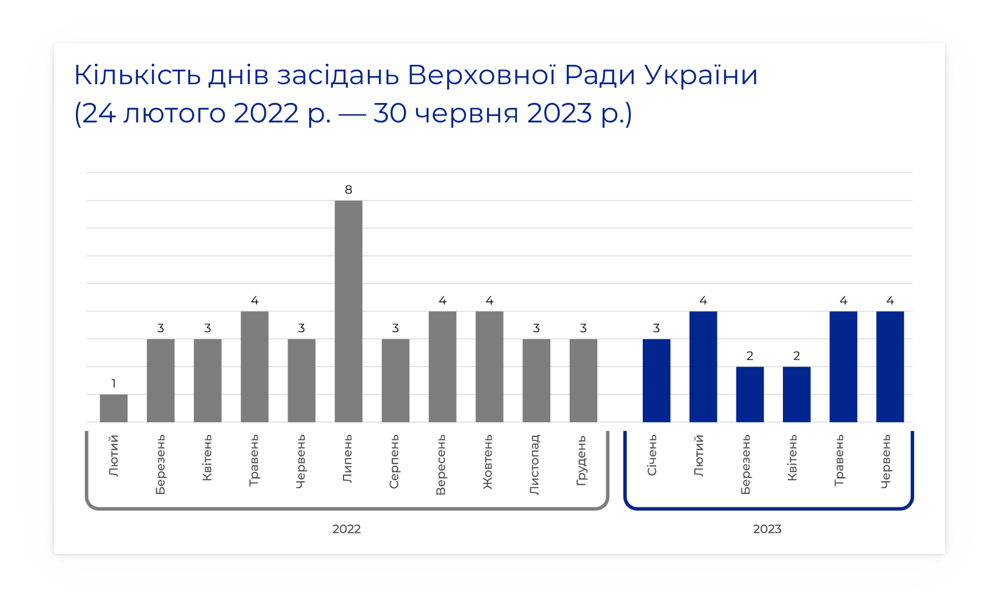 Кількість днів засідань Верховної Ради України
(24 лютого 2022 р. — 30 червня 2023 р.)
1
3
3
4
3
8
3
4
4
3
3
3
4
2
2
4
4
Лютий
Березень
Квітень
Травень
Червень
Липень
Серпень
Вересень
Жовтень
Листопад
Грудень
Січень
Лютий
Березень
Квітень
Травень
Червень
2022
2023